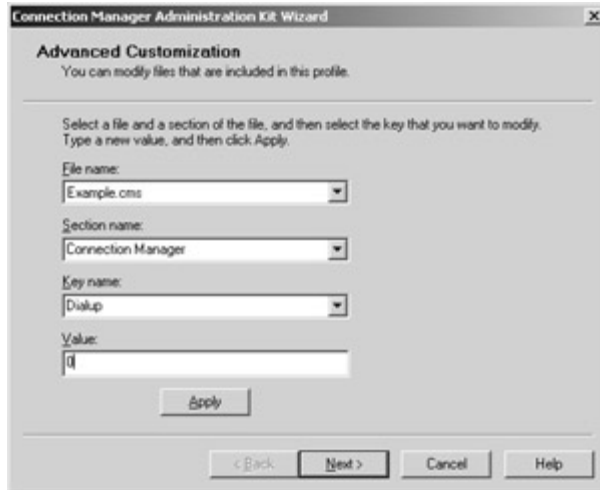 Connection Manager Administration Kit Wizard
Advanced Customization
You can modify files that are included in this profile.
Select a file and a section of the file, and then select the key that you want to modify.
Type a new value, and then click Apply.
File name:
Example.cms
Section name:
Connection Manager
Key name:
Dialup
Value:
0
Apply
< Back
Next >
Cancel
Help